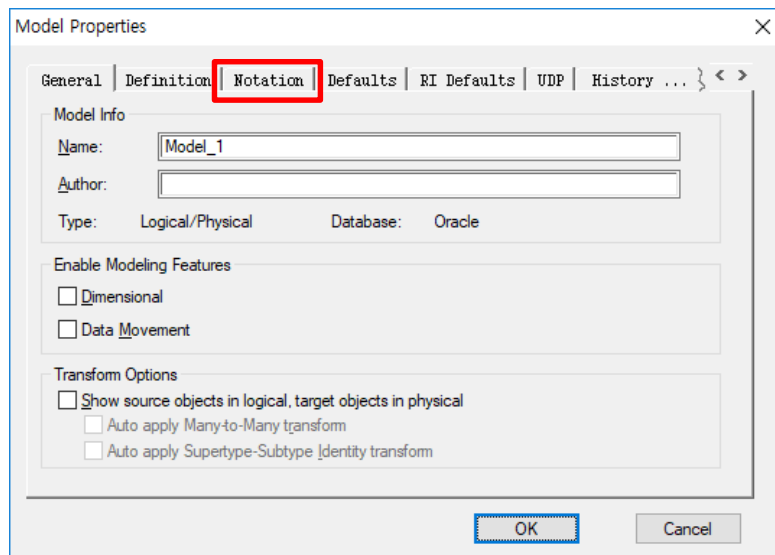 Model Properties
General Definition Notation Defaults RI Defaults UDP History ...
Model Info
Name: Model_1
Author:
Type: Logical/Physical Database: Oracle
Enable Modeling Features
Dimensional
Data Movement
Transform Options
Show source objects in logical, target objects in physical
Auto apply Many-to-Many transform
Auto apply Supertype-Subtype Identity transform
OK Cancel